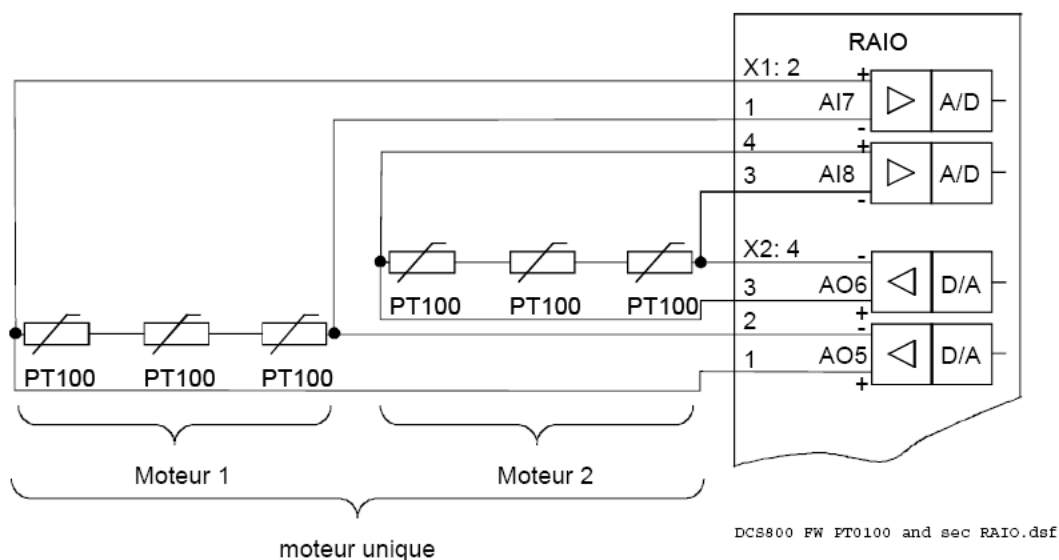 RAIO
X1: 2
+
1 AI7 A/D
-
4
+
3 AI8 A/D
-
X2: 4
-
PT100 PT100 PT100
3 AO6 D/A
+
2
-
PT100 PT100 PT100
1 AO5 D/A
+
Moteur 1 Moteur 2
moteur unique
DCS800 FW PT0100 and sec RAIO.dsf